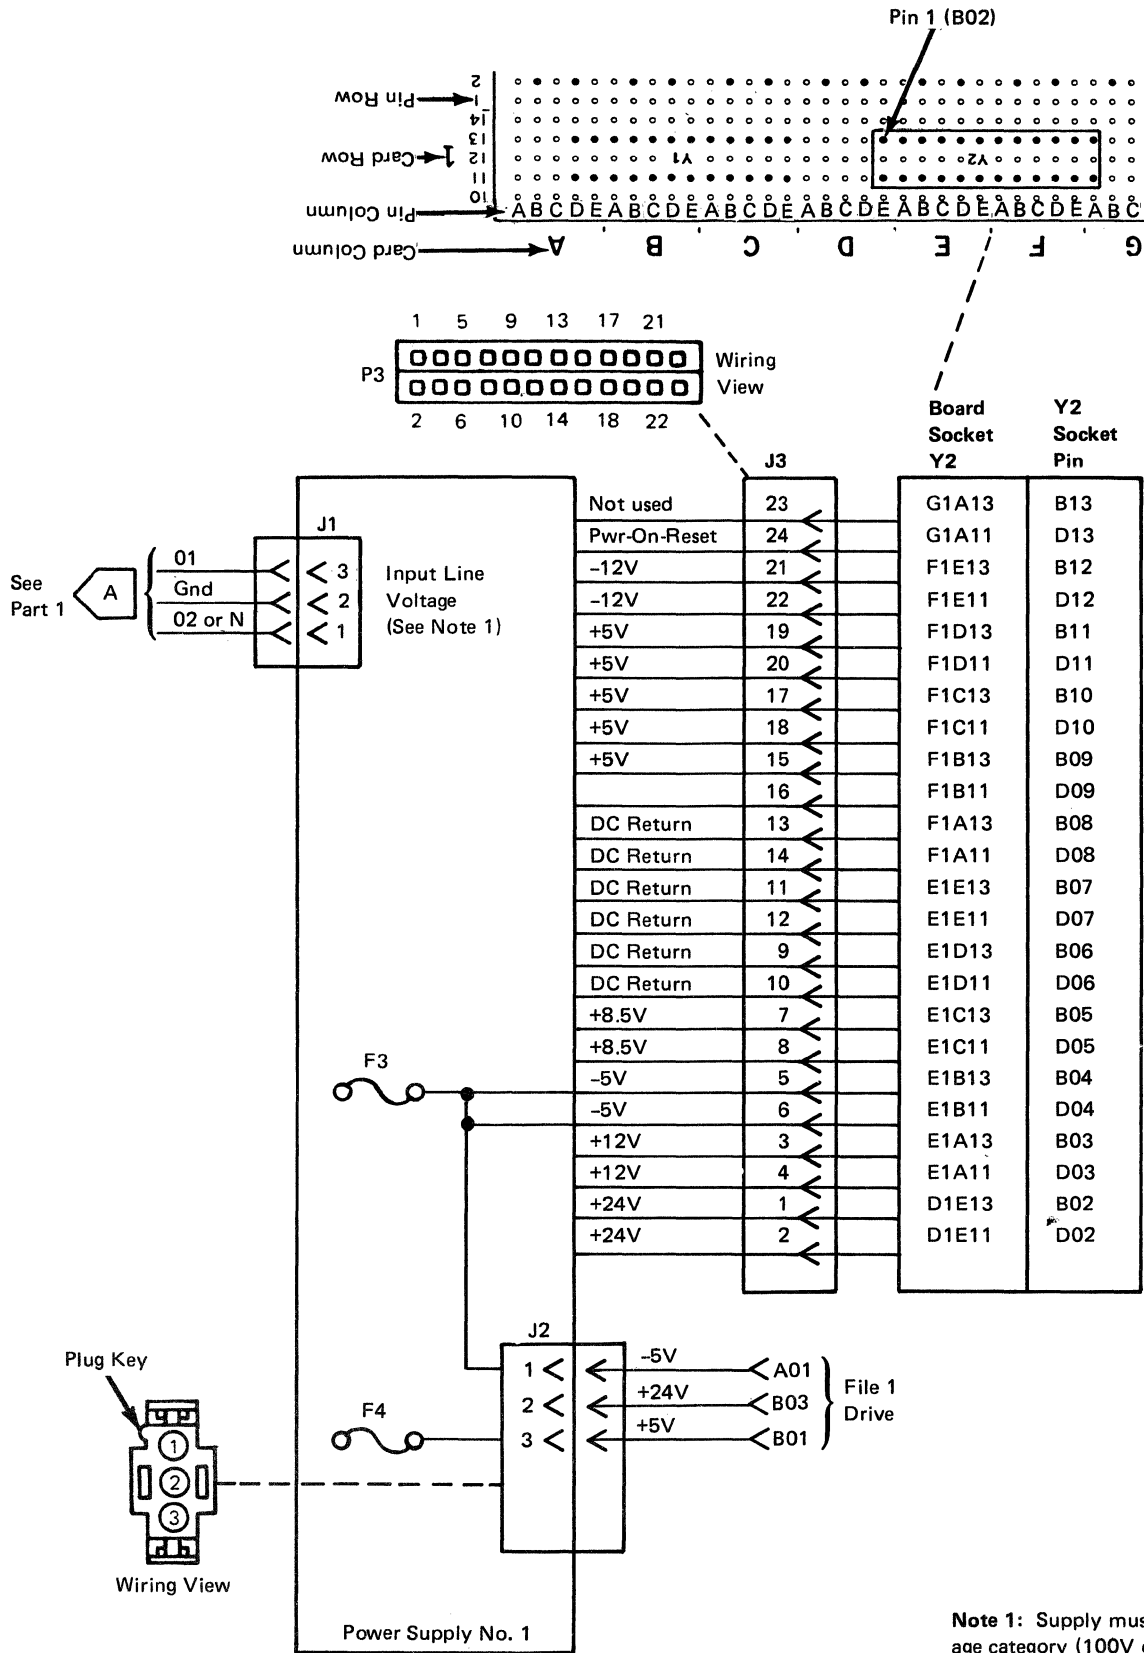 Pin 1 (B02)
Pin Row
2
1
14
13
Card Row 1
12
11
10
Y1
Y2
Pin Column
A B C D E A B C D E A B C D E A B C D E A B C D E A B C D E A B C
Card Column
A B C D E F G
1 5 9 13 17 21
P3
Wiring
View
2 6 10 14 18 22
Board
Socket
Y2
Y2
Socket
Pin
J3
Not used 23 G1A13 B13
Pwr-On-Reset 24 G1A11 D13
−12V 21 F1E13 B12
−12V 22 F1E11 D12
+5V 19 F1D13 B11
+5V 20 F1D11 D11
+5V 17 F1C13 B10
+5V 18 F1C11 D10
+5V 15 F1B13 B09
16 F1B11 D09
DC Return 13 F1A13 B08
DC Return 14 F1A11 D08
DC Return 11 E1E13 B07
DC Return 12 E1E11 D07
DC Return 9 E1D13 B06
DC Return 10 E1D11 D06
+8.5V 7 E1C13 B05
+8.5V 8 E1C11 D05
−5V 5 E1B13 B04
−5V 6 E1B11 D04
+12V 3 E1A13 B03
+12V 4 E1A11 D03
+24V 1 D1E13 B02
+24V 2 D1E11 D02
J1
See
Part 1
A
01 3
Gnd 2
02 or N 1
Input Line
Voltage
(See Note 1)
F3
J2
1 −5V A01
2 +24V B03
3 +5V B01
File 1
Drive
F4
Plug Key
1
2
3
Wiring View
Power Supply No. 1
Note 1: Supply mus
age category (100V